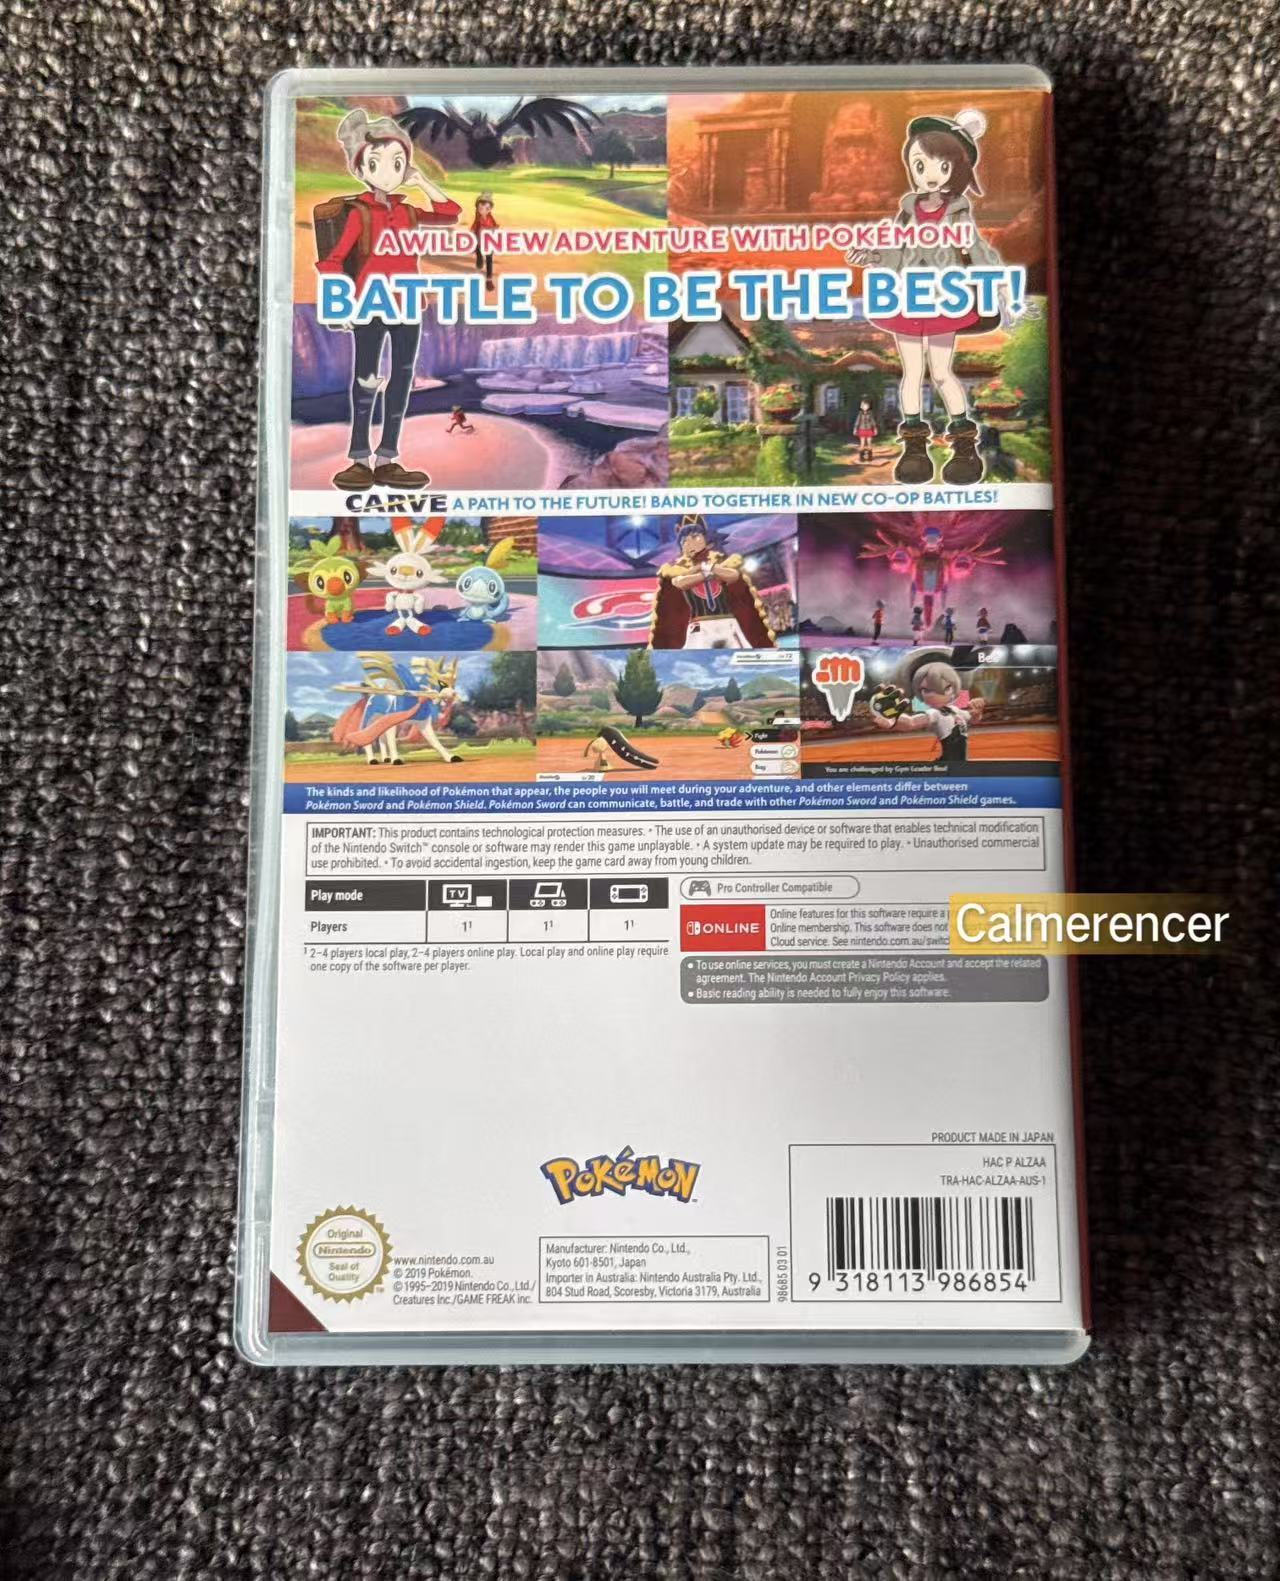 A WILD NEW ADVENTURE WITH POKÉMON!
BATTLE TO BE THE BEST!
CARVE A PATH TO THE FUTURE! BAND TOGETHER IN NEW CO-OP BATTLES!
Fight
Pokémon
Bag
You are challenged by Gym Leader Bea!
The kinds and likelihood of Pokémon that appear, the people you will meet during your adventure, and other elements differ between
Pokémon Sword and Pokémon Shield. Pokémon Sword can communicate, battle, and trade with other Pokémon Sword and Pokémon Shield games.
IMPORTANT: This product contains technological protection measures. • The use of an unauthorised device or software that enables technical modification
of the Nintendo Switch™ console or software may render this game unplayable. • A system update may be required to play. • Unauthorised commercial
use prohibited. • To avoid accidental ingestion, keep the game card away from young children.
Play mode TV
Players 1¹ 1¹ 1¹
¹ 2-4 players local play, 2-4 players online play. Local play and online play require
one copy of the software per player.
Pro Controller Compatible
ONLINE
Online features for this software require a
Online membership. This software does not
Cloud service. See nintendo.com.au/switc
Calmerencer
• To use online services, you must create a Nintendo Account and accept the related
agreement. The Nintendo Account Privacy Policy applies.
• Basic reading ability is needed to fully enjoy this software.
PRODUCT MADE IN JAPAN
HAC P ALZAA
TRA-HAC-ALZAA-AUS-1
9 318113 986854
98685 03 01
POKÉMON
Original
Nintendo
Seal of
Quality
www.nintendo.com.au
© 2019 Pokémon.
© 1995-2019 Nintendo Co., Ltd./
Creatures Inc./GAME FREAK inc.
Manufacturer: Nintendo Co., Ltd.,
Kyoto 601-8501, Japan
Importer in Australia: Nintendo Australia Pty. Ltd.,
804 Stud Road, Scoresby, Victoria 3179, Australia